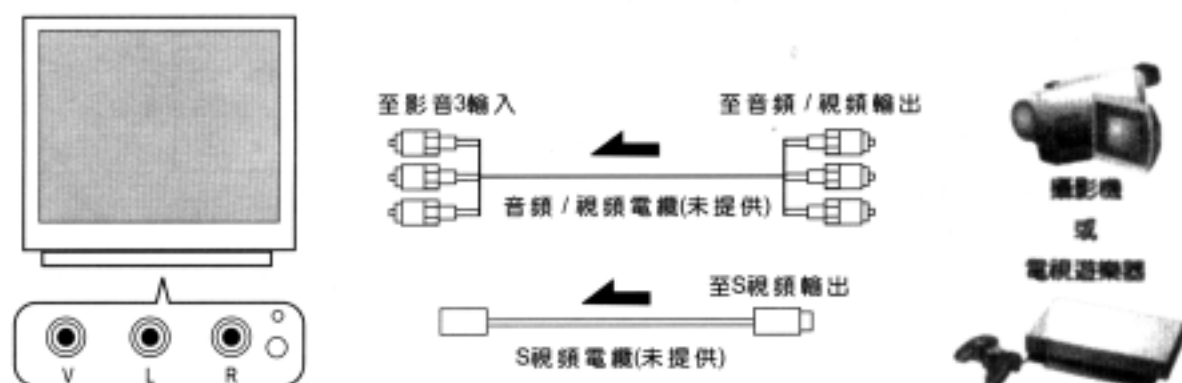 至影音3輸入
至音頻 / 視頻輸出
音頻 / 視頻電纜(未提供)
攝影機
或
電視遊樂器
至S視頻輸出
S視頻電纜(未提供)
V L R